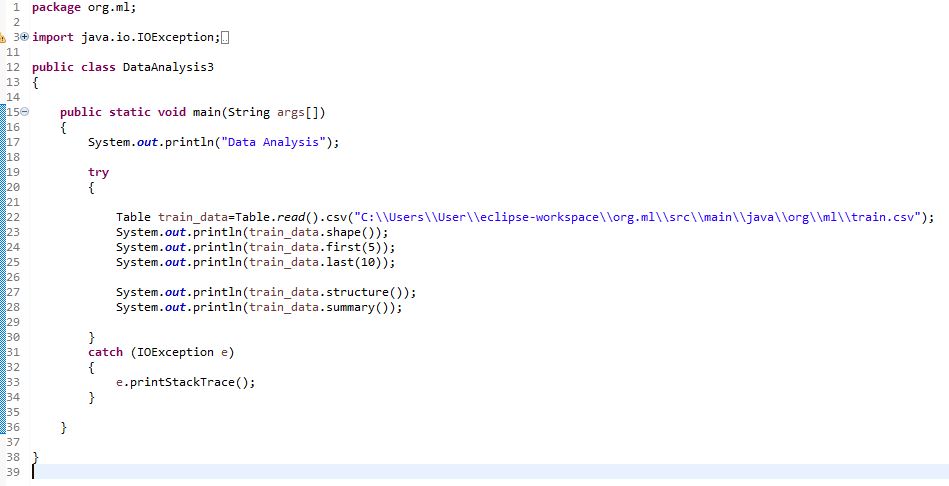 1 package org.ml;
2
3 import java.io.IOException;
11
12 public class DataAnalysis3
13 {
14
15     public static void main(String args[])
16     {
17         System.out.println("Data Analysis");
18
19         try
20         {
21
22             Table train_data=Table.read().csv("C:\\Users\\User\\eclipse-workspace\\org.ml\\src\\main\\java\\org\\ml\\train.csv");
23             System.out.println(train_data.shape());
24             System.out.println(train_data.first(5));
25             System.out.println(train_data.last(10));
26
27             System.out.println(train_data.structure());
28             System.out.println(train_data.summary());
29
30         }
31         catch (IOException e)
32         {
33             e.printStackTrace();
34         }
35
36     }
37
38 }
39